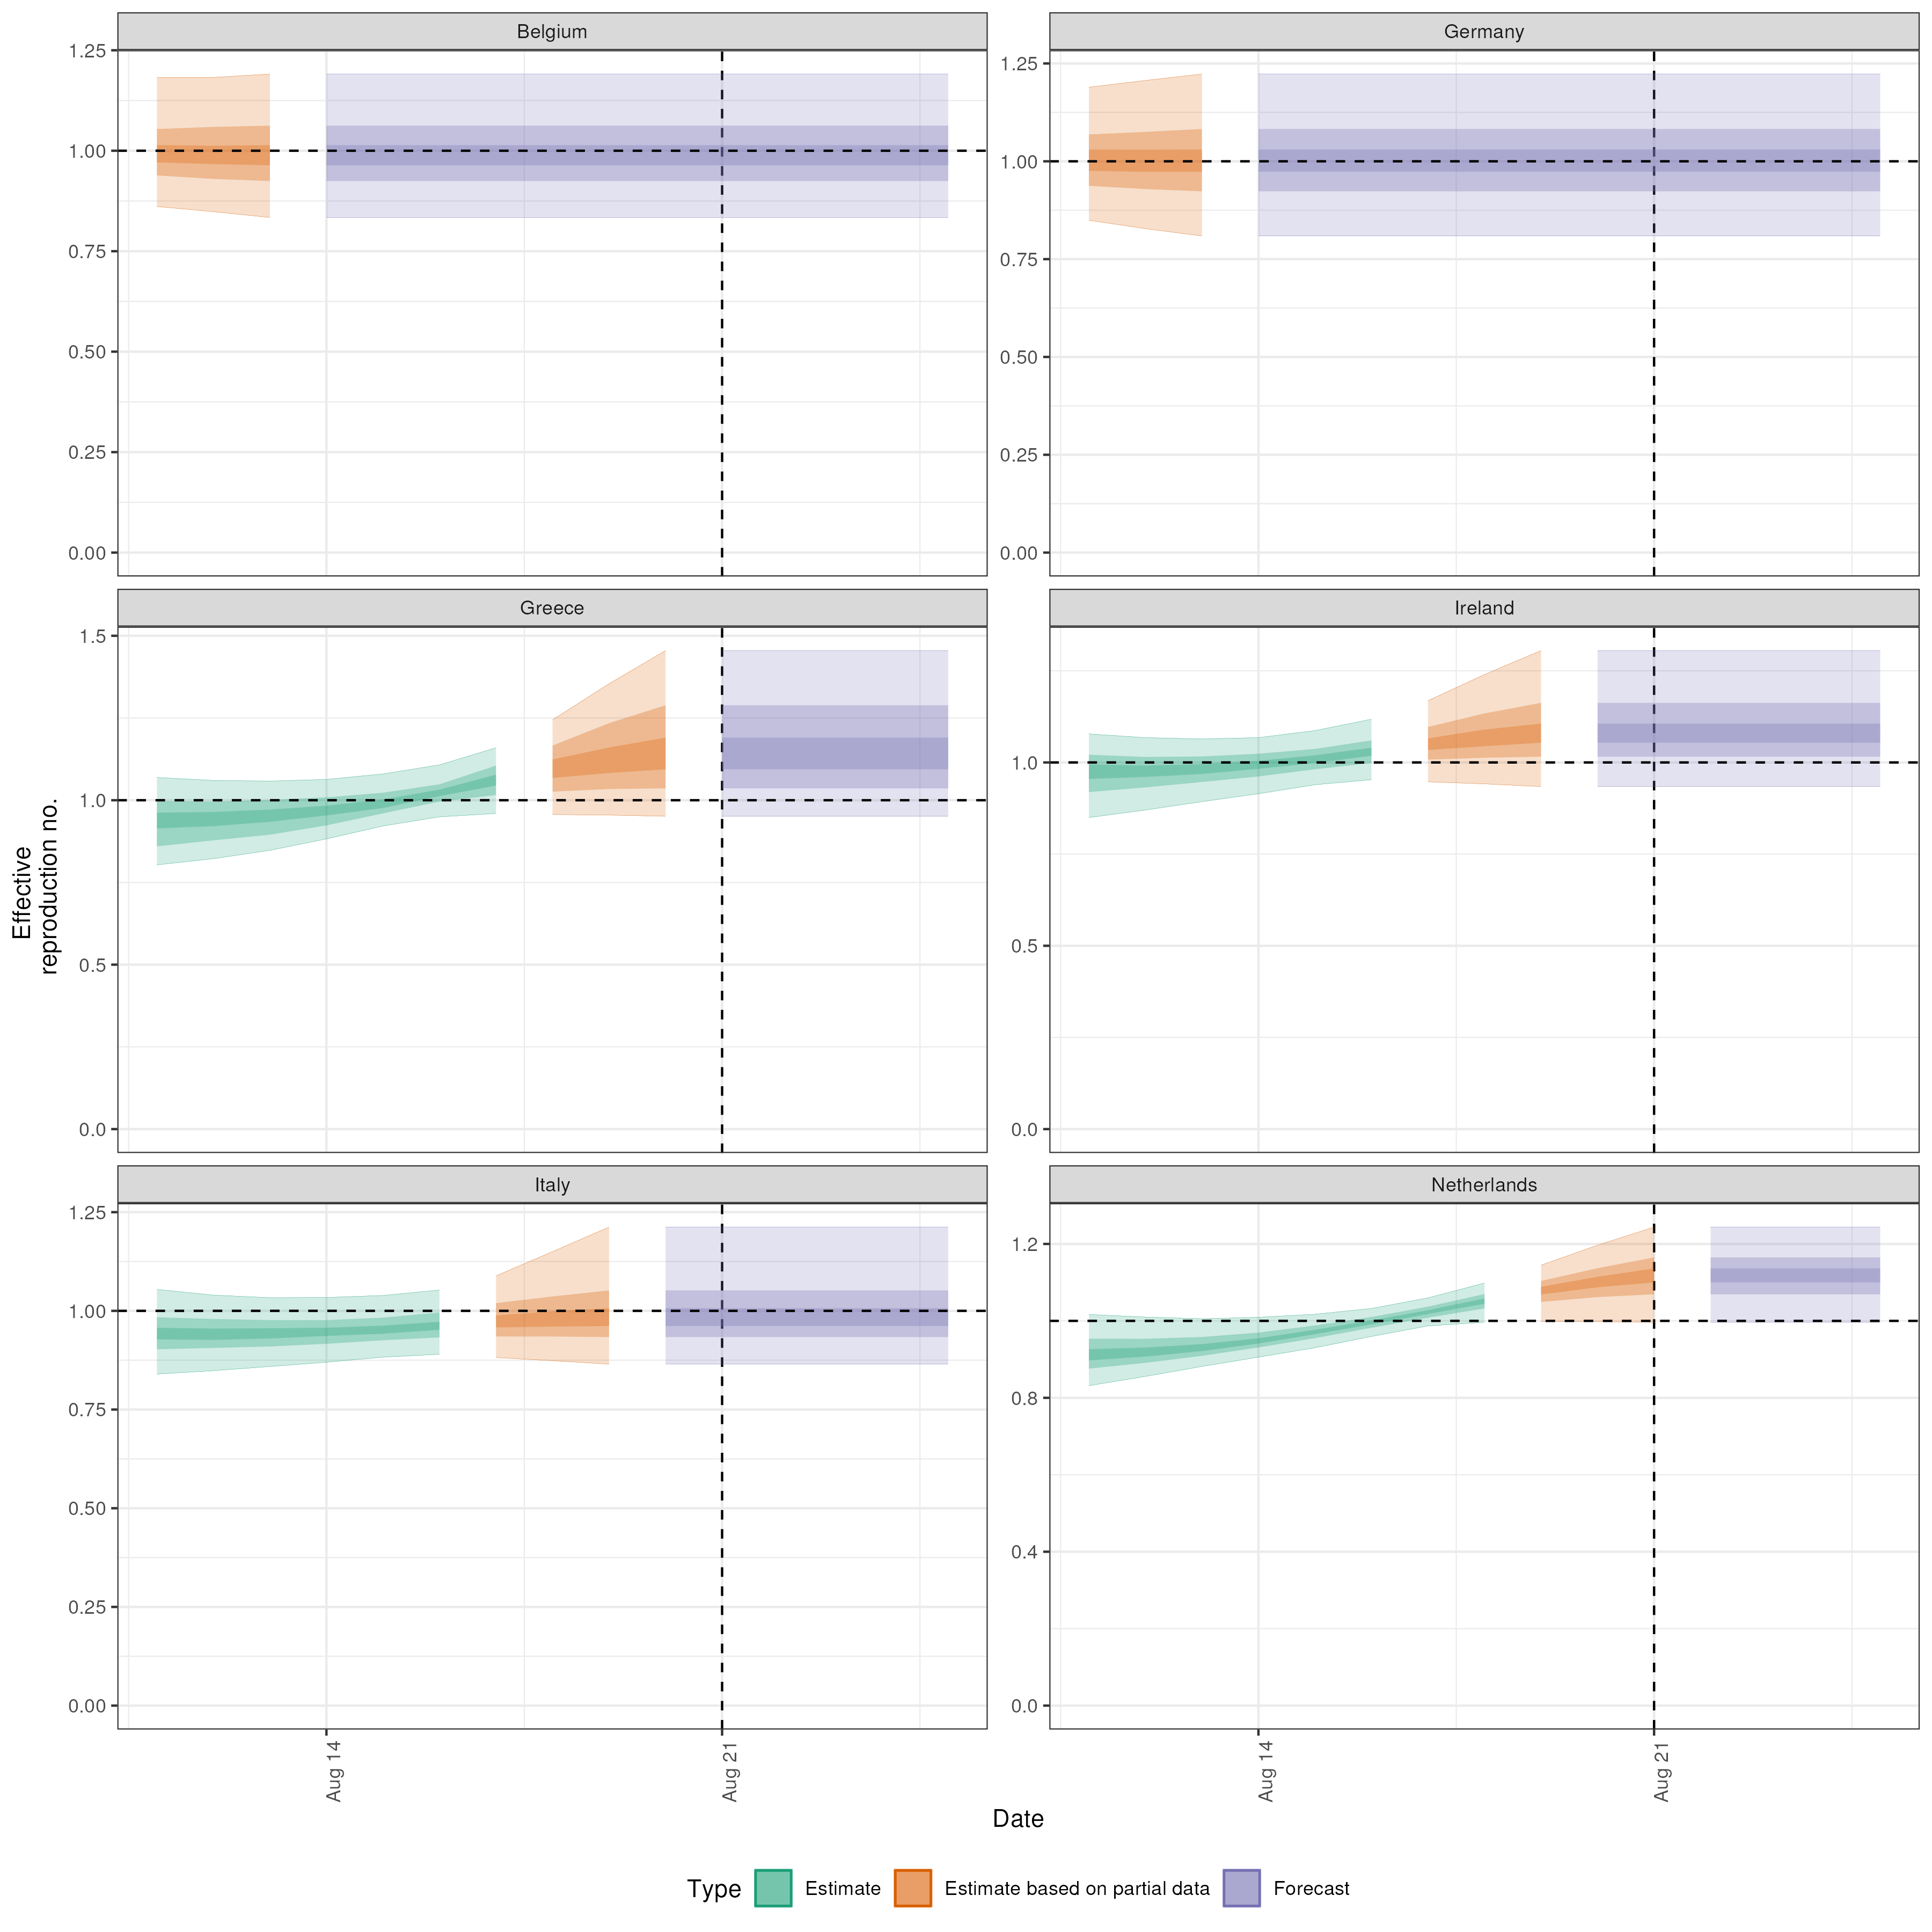 Belgium
Germany
1.25
1.00
0.75
0.50
0.25
0.00
1.25
1.00
0.75
0.50
0.25
0.00
Greece
Ireland
1.5
1.0
0.5
0.0
1.0
0.5
0.0
Effective
reproduction no.
Italy
Netherlands
1.25
1.00
0.75
0.50
0.25
0.00
1.2
0.8
0.4
0.0
Aug 14
Aug 21
Aug 14
Aug 21
Date
Type Estimate Estimate based on partial data Forecast